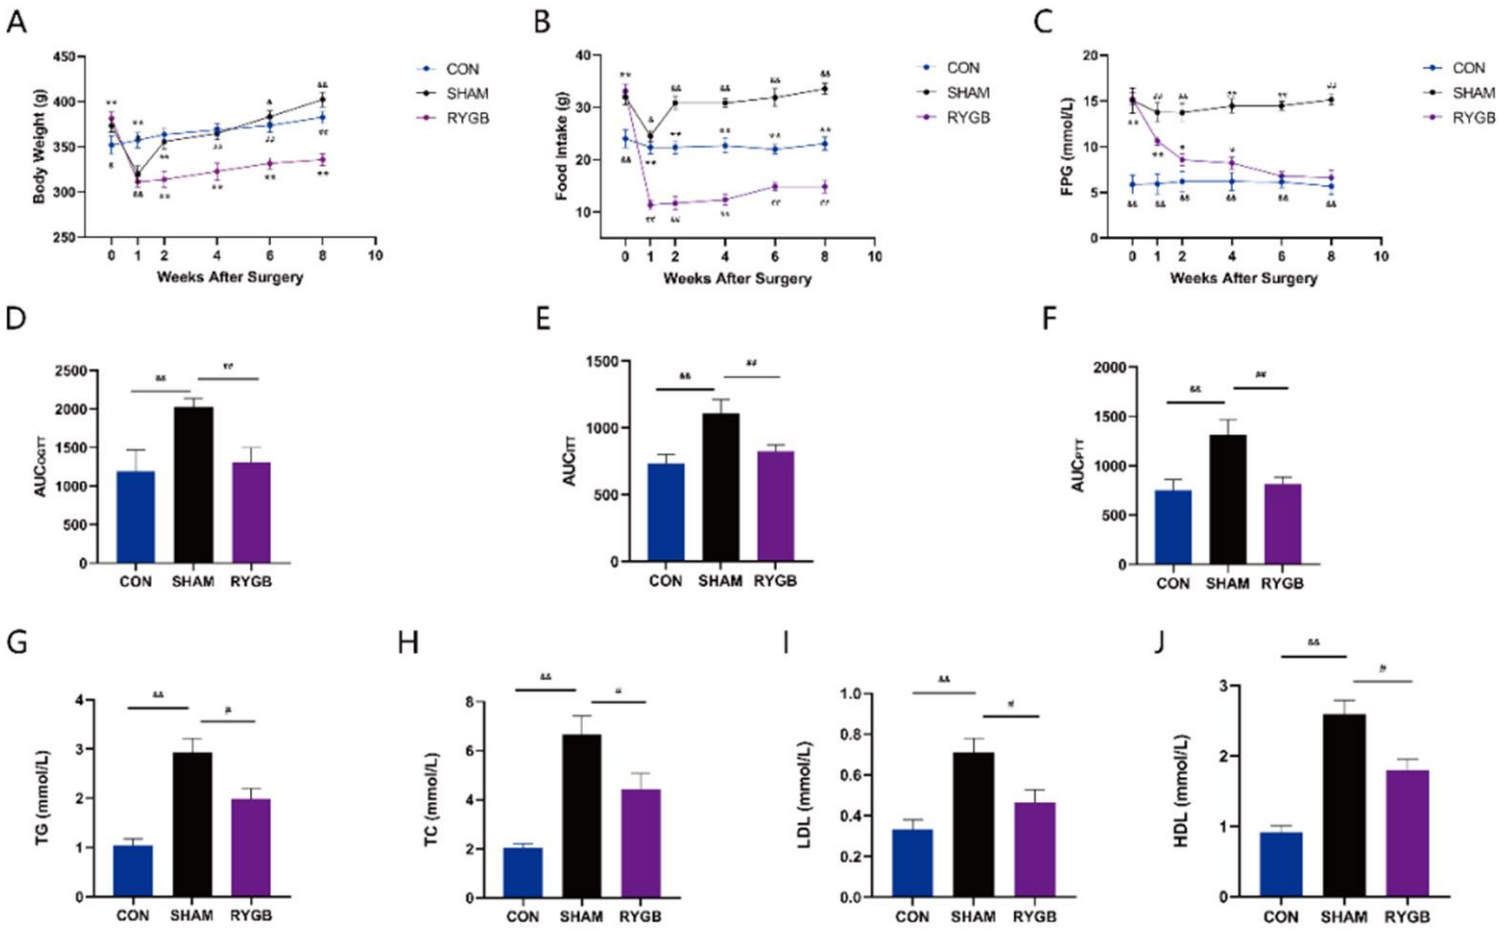 A
B
C
450
400
350
300
250
Body Weight (g)
0 1 2 4 6 8 10
Weeks After Surgery
CON
SHAM
RYGB
40
30
20
10
Food Intake (g)
0 1 2 4 6 8 10
Weeks After Surgery
CON
SHAM
RYGB
20
15
10
5
0
FPG (mmol/L)
0 1 2 4 6 8 10
Weeks After Surgery
CON
SHAM
RYGB
D
E
F
2500
2000
1500
1000
500
0
AUCOGTT
&& ##
CON SHAM RYGB
1500
1000
500
0
AUCITT
&& ##
CON SHAM RYGB
2000
1500
1000
500
0
AUCPTT
&& ##
CON SHAM RYGB
G
H
I
J
4
3
2
1
0
TG (mmol/L)
&& #
CON SHAM RYGB
8
6
4
2
0
TC (mmol/L)
&& #
CON SHAM RYGB
1.0
0.8
0.6
0.4
0.2
0.0
LDL (mmol/L)
&& #
CON SHAM RYGB
3
2
1
0
HDL (mmol/L)
&& #
CON SHAM RYGB